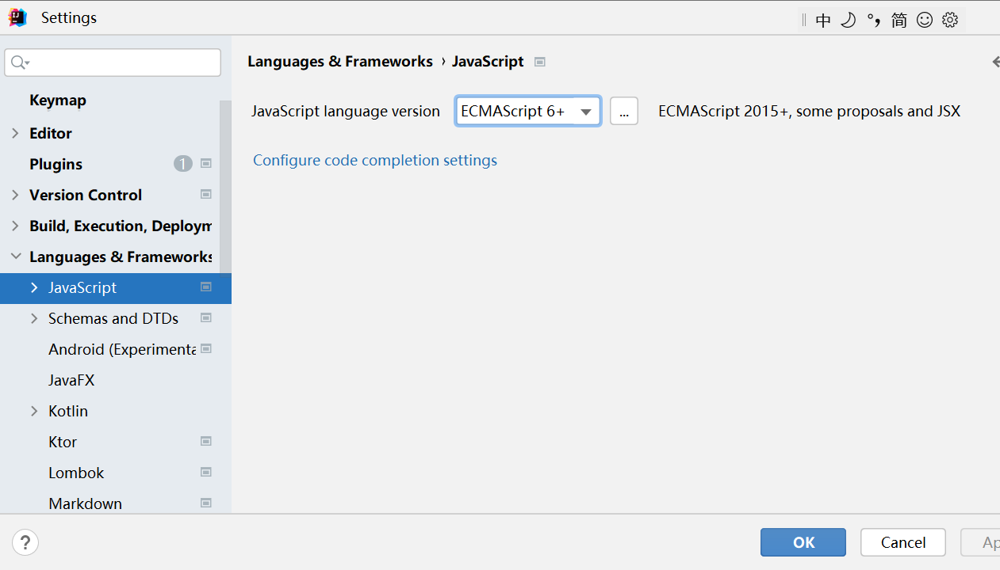 Settings
中 °, 简
Languages & Frameworks › JavaScript
Keymap
Editor
Plugins 1
Version Control
Build, Execution, Deploym
Languages & Frameworks
JavaScript
Schemas and DTDs
Android (Experimenta
JavaFX
Kotlin
Ktor
Lombok
Markdown
JavaScript language version ECMAScript 6+ ... ECMAScript 2015+, some proposals and JSX
Configure code completion settings
? OK Cancel Ap